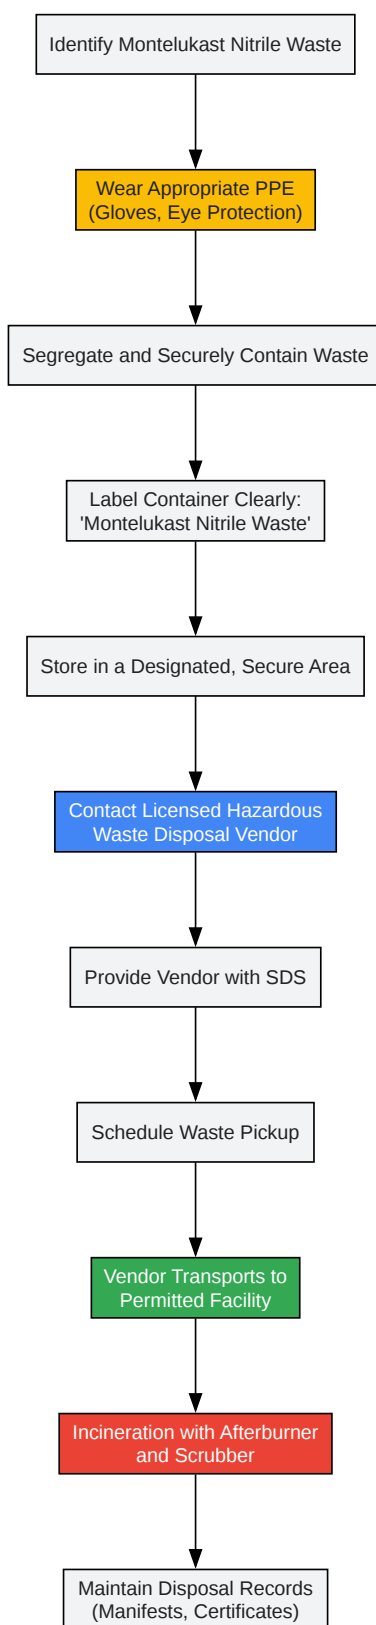 Identify Montelukast Nitrile Waste
Wear Appropriate PPE
(Gloves, Eye Protection)
Segregate and Securely Contain Waste
Label Container Clearly:
'Montelukast Nitrile Waste'
Store in a Designated, Secure Area
Contact Licensed Hazardous
Waste Disposal Vendor
Provide Vendor with SDS
Schedule Waste Pickup
Vendor Transports to
Permitted Facility
Incineration with Afterburner
and Scrubber
Maintain Disposal Records
(Manifests, Certificates)